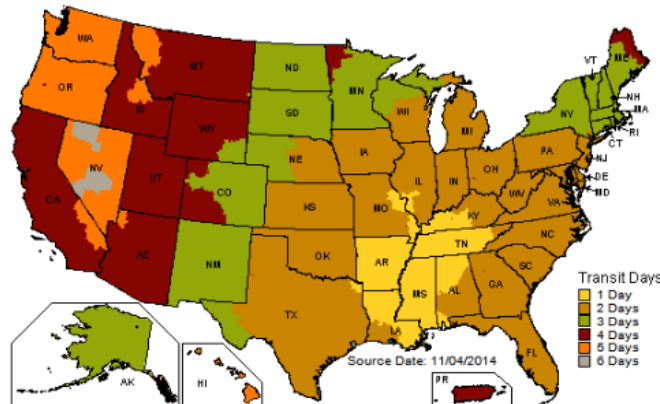 WA
MT
ND
MN
VT
ME
OR
ID
SD
WI
MI
NY
NH
MA
WY
RI
CT
NV
NE
IA
PA
NJ
UT
CO
IL
IN
OH
DE
MD
CA
KS
MO
WV
VA
KY
AZ
NM
OK
AR
TN
NC
SC
TX
MS
AL
GA
LA
FL
Transit Days
1 Day
2 Days
3 Days
4 Days
5 Days
6 Days
Source Date: 11/04/2014
AK
HI
PR